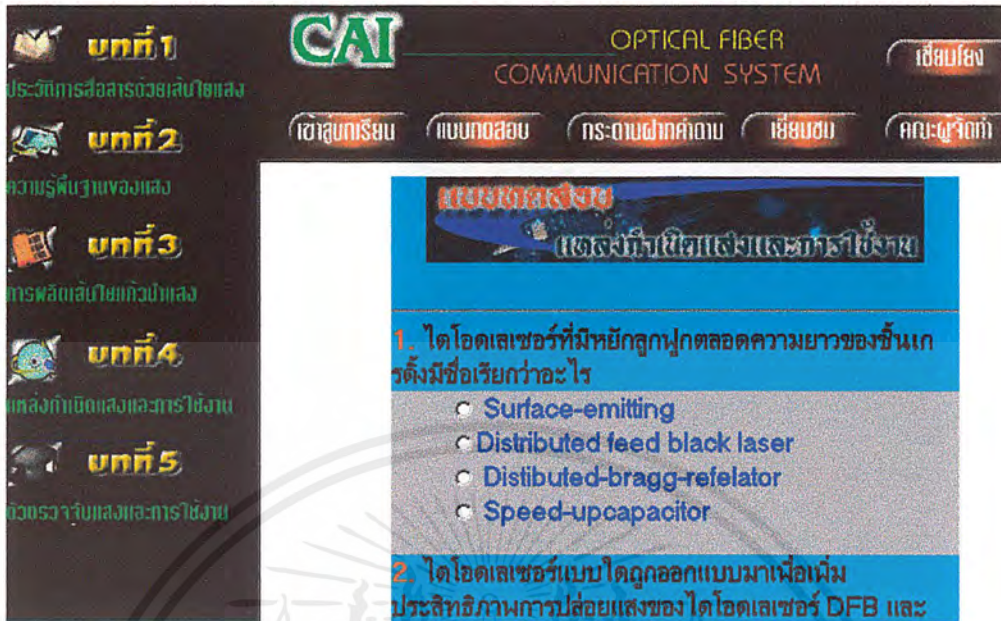 บทที่ 1
ประวัติการสื่อสารด้วยเส้นใยแสง
บทที่ 2
ความรู้พื้นฐานของแสง
บทที่ 3
การผลิตเส้นใยแก้วนำแสง
บทที่ 4
แหล่งกำเนิดแสงและการใช้งาน
บทที่ 5
ตัวตรวจจับแสงและการใช้งาน
CAI
OPTICAL FIBER
COMMUNICATION SYSTEM
เชื่อมโยง
เข้าสู่บทเรียน
แบบทดสอบ
กระดานฝากคำถาม
เยี่ยมชม
คณะผู้จัดทำ
แบบทดสอบ
แหล่งกำเนิดแสงและการใช้งาน
1. ไดโอดเลเซอร์ที่มีหยักลูกฟูกตลอดความยาวของชั้นเก
รดิ้งมีชื่อเรียกว่าอะไร
Surface-emitting
Distributed feed black laser
Distibuted-bragg-refelator
Speed-upcapacitor
2. ไดโอดเลเซอร์แบบใดถูกออกแบบมาเพื่อเพิ่ม
ประสิทธิภาพการปล่อยแสงของไดโอดเลเซอร์ DFB และ